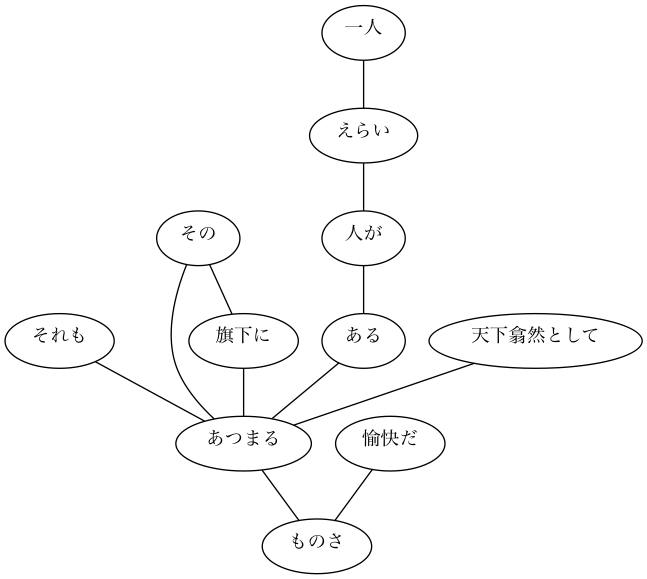 一人
えらい
その
人が
それも
旗下に
ある
天下翕然として
あつまる
愉快だ
ものさ